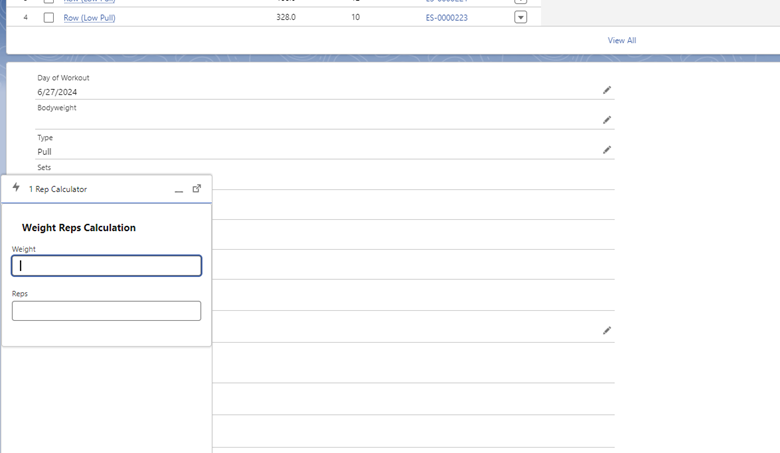 4 Row (Low Pull) 328.0 10 ES-0000223
View All
Day of Workout
6/27/2024
Bodyweight
Type
Pull
Sets
1 Rep Calculator
Weight Reps Calculation
Weight
Reps